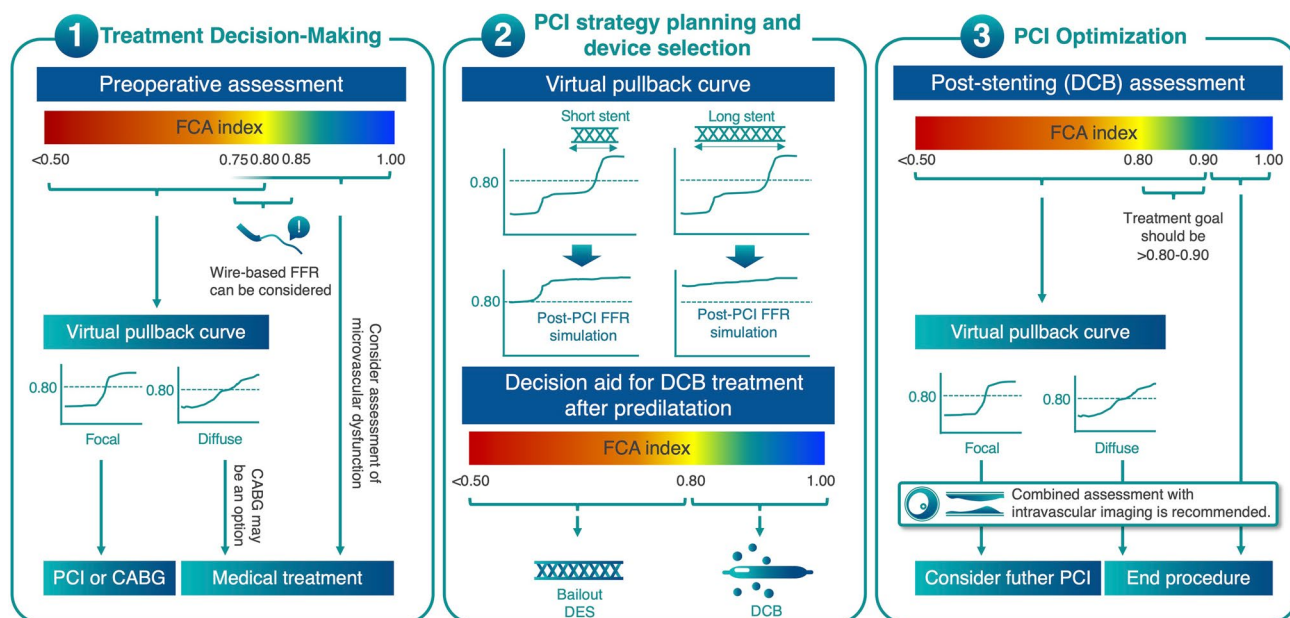 1 Treatment Decision-Making
Preoperative assessment
FCA index
<0.50 0.75 0.80 0.85 1.00
!
Wire-based FFR
can be considered
Virtual pullback curve
0.80
0.80
Focal
Diffuse
CABG may
be an option
Consider assessment of
microvascular dysfunction
PCI or CABG
Medical treatment
2 PCI strategy planning and
device selection
Virtual pullback curve
Short stent
Long stent
0.80
0.80
Post-PCI FFR
simulation
Post-PCI FFR
simulation
Decision aid for DCB treatment
after predilatation
FCA index
<0.50 0.80 1.00
Bailout
DES
DCB
3 PCI Optimization
Post-stenting (DCB) assessment
FCA index
<0.50 0.80 0.90 1.00
Treatment goal
should be
>0.80-0.90
Virtual pullback curve
0.80
0.80
Focal
Diffuse
Combined assessment with
intravascular imaging is recommended.
Consider futher PCI
End procedure